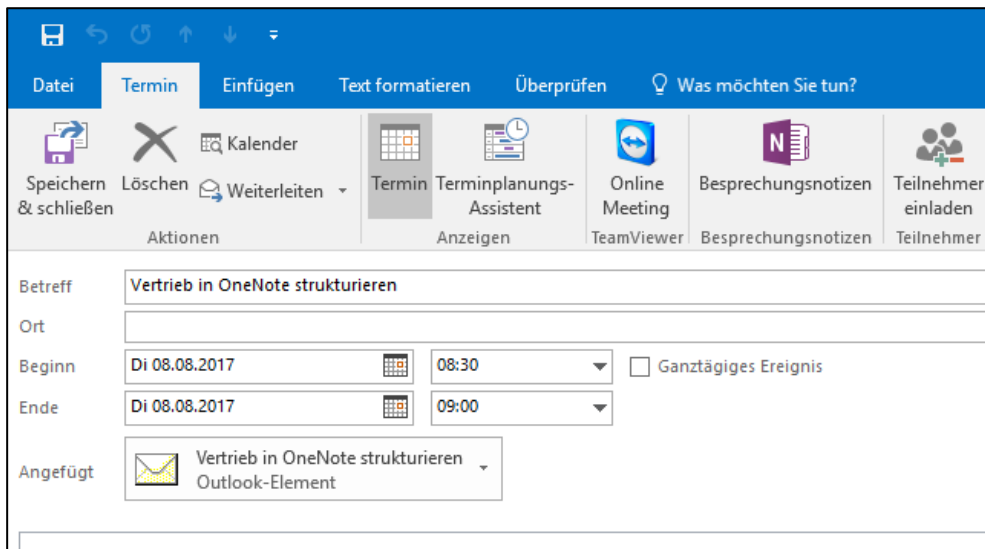 Datei Termin Einfügen Text formatieren Überprüfen Was möchten Sie tun?
Speichern & schließen
Löschen
Kalender
Weiterleiten
Termin
Terminplanungs-
Assistent
Online
Meeting
Besprechungsnotizen
Teilnehmer
einladen
Aktionen Anzeigen TeamViewer Besprechungsnotizen Teilnehmer
Betreff Vertrieb in OneNote strukturieren
Ort
Beginn Di 08.08.2017 08:30 Ganztägiges Ereignis
Ende Di 08.08.2017 09:00
Angefügt Vertrieb in OneNote strukturieren
Outlook-Element